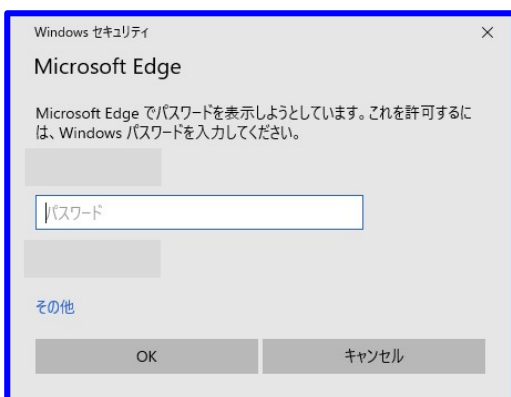 Windows セキュリティ
Microsoft Edge
Microsoft Edge でパスワードを表示しようとしています。これを許可するに
は、Windows パスワードを入力してください。
パスワード
その他
OK
キャンセル